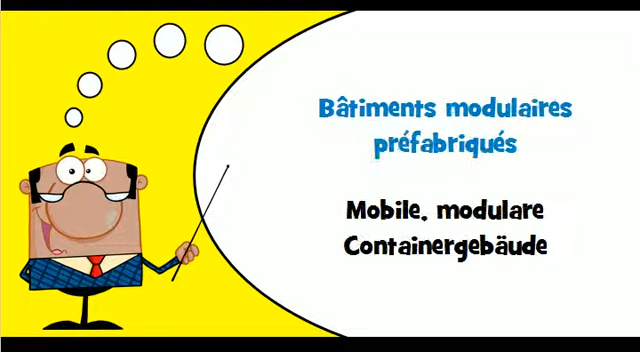 Bâtiments modulaires
préfabriqués
Mobile, modulare
Containergebäude